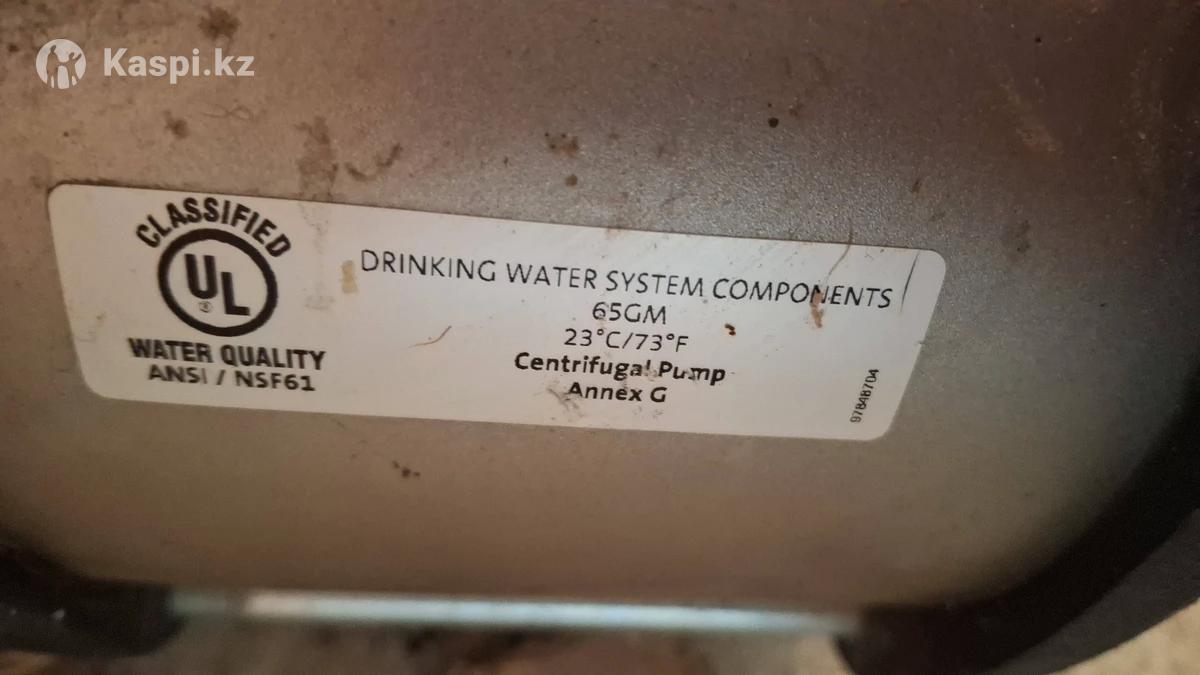 Kaspi.kz
CLASSIFIED
UL
®
WATER QUALITY
ANSI / NSF61
DRINKING WATER SYSTEM COMPONENTS
65GM
23°C/73°F
Centrifugal Pump
Annex G
97848704